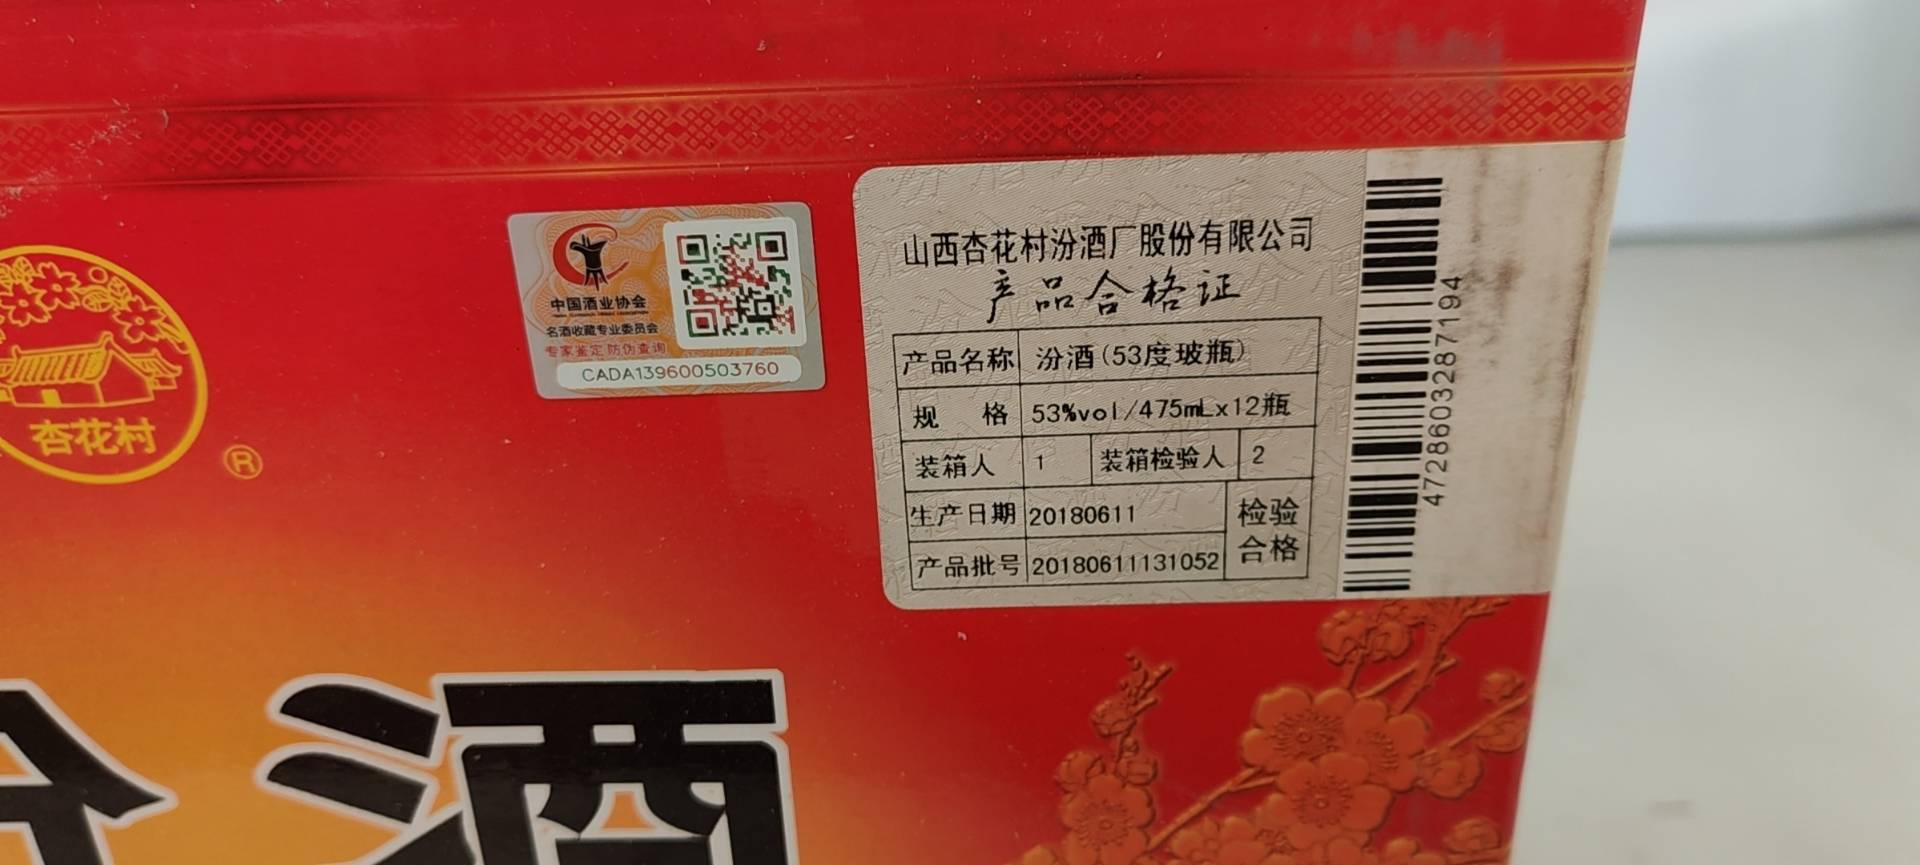 杏花村
®
中国酒业协会
名酒收藏专业委员会
专家鉴定 防伪查询
CADA139600503760
山西杏花村汾酒厂股份有限公司
产品合格证
产品名称 汾酒(53度玻瓶)
规 格 53%vol/475mLx12瓶
装箱人 1 装箱检验人 2
生产日期 20180611 检验
产品批号 20180611131052 合格
4728603287194
汾酒